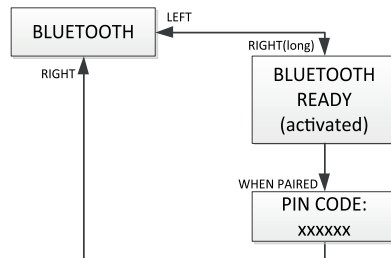 LEFT
BLUETOOTH
RIGHT(long)
RIGHT
BLUETOOTH
READY
(activated)
WHEN PAIRED
PIN CODE:
xxxxxx